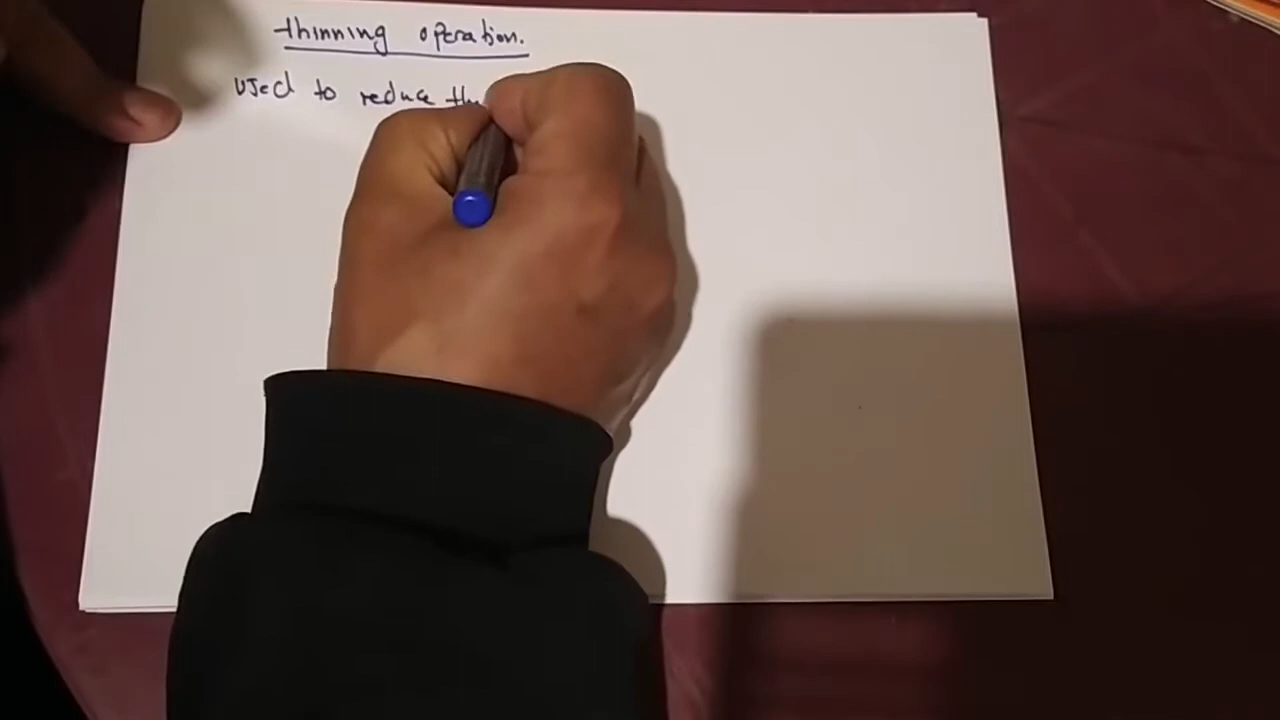 thinning operation.
used to reduce